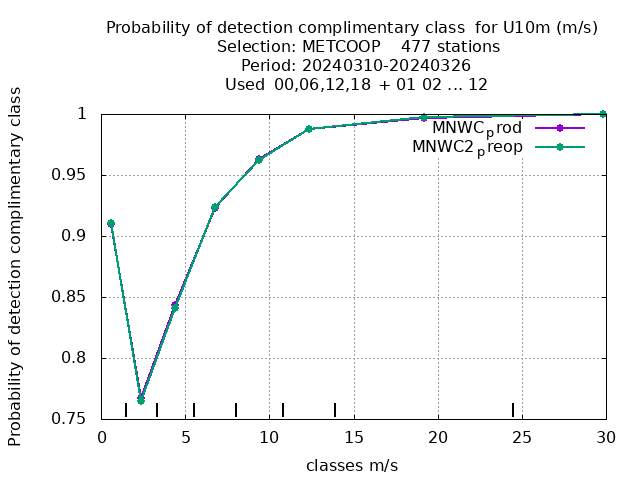 Probability of detection complimentary class  for U10m (m/s)
Selection: METCOOP    477 stations
Period: 20240310-20240326
Used  00,06,12,18  + 01 02 ... 12
MNWCprod
MNWC2preop
Probability of detection complimentary class
1
0.95
0.9
0.85
0.8
0.75
0 5 10 15 20 25 30
classes m/s